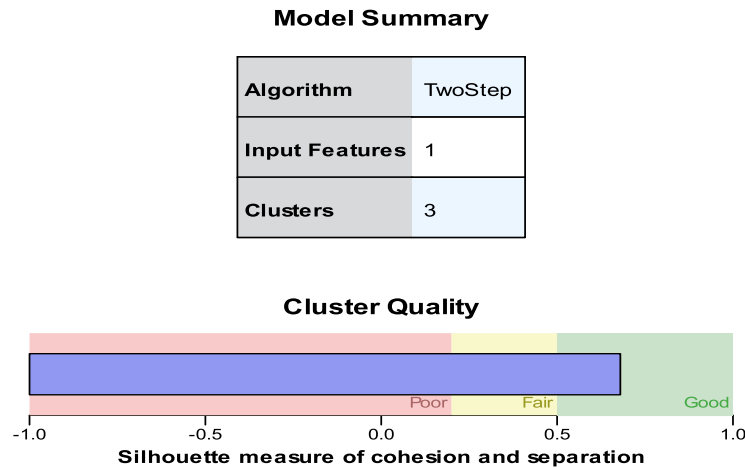 Model Summary
Algorithm TwoStep
Input Features 1
Clusters 3
Cluster Quality
Poor Fair Good
-1.0 -0.5 0.0 0.5 1.0
Silhouette measure of cohesion and separation